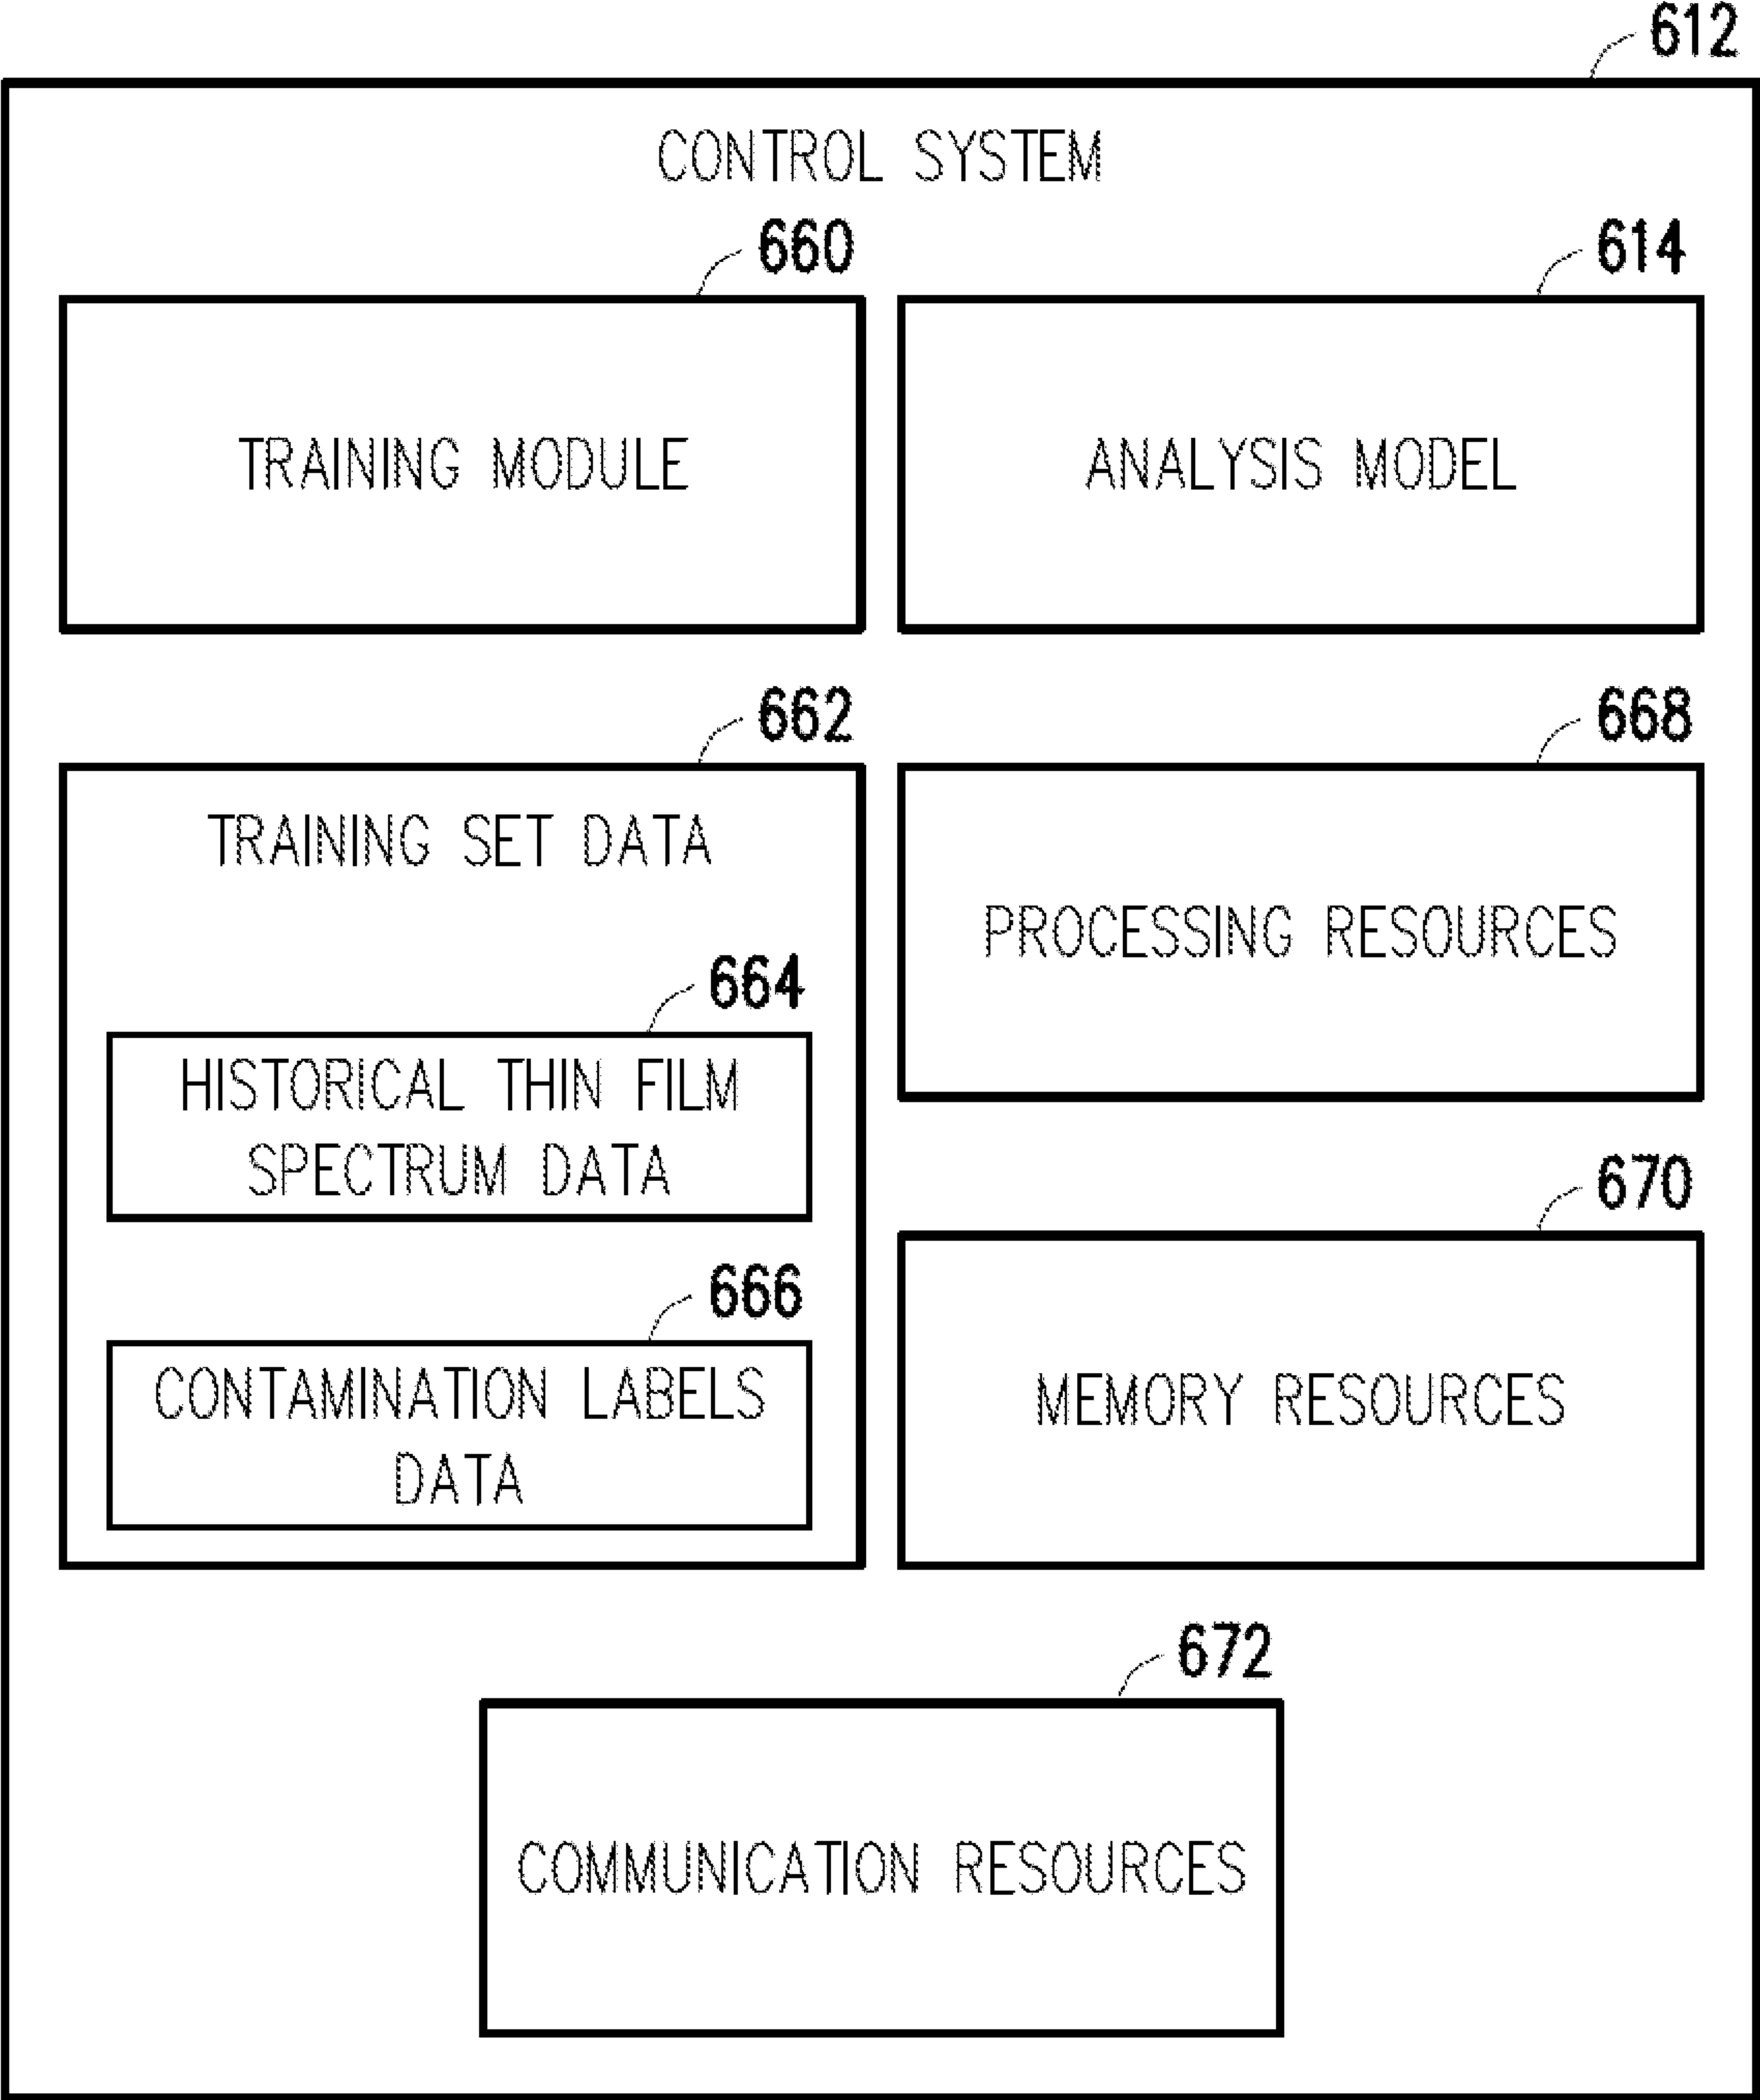 612
CONTROL SYSTEM
660
614
TRAINING MODULE
ANALYSIS MODEL
662
668
TRAINING SET DATA
PROCESSING RESOURCES
664
HISTORICAL THIN FILM
SPECTRUM DATA
670
666
CONTAMINATION LABELS
DATA
MEMORY RESOURCES
672
COMMUNICATION RESOURCES